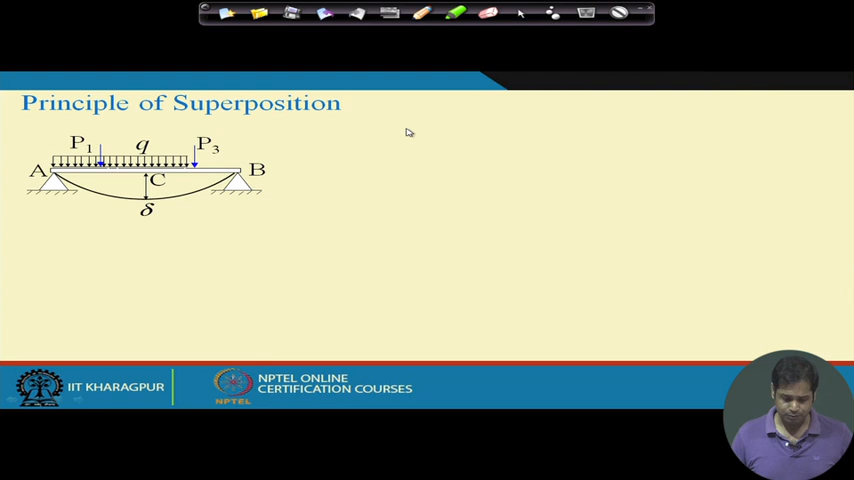 Principle of Superposition
P1 q P3
A C B
δ
IIT KHARAGPUR
NPTEL
NPTEL ONLINE
CERTIFICATION COURSES